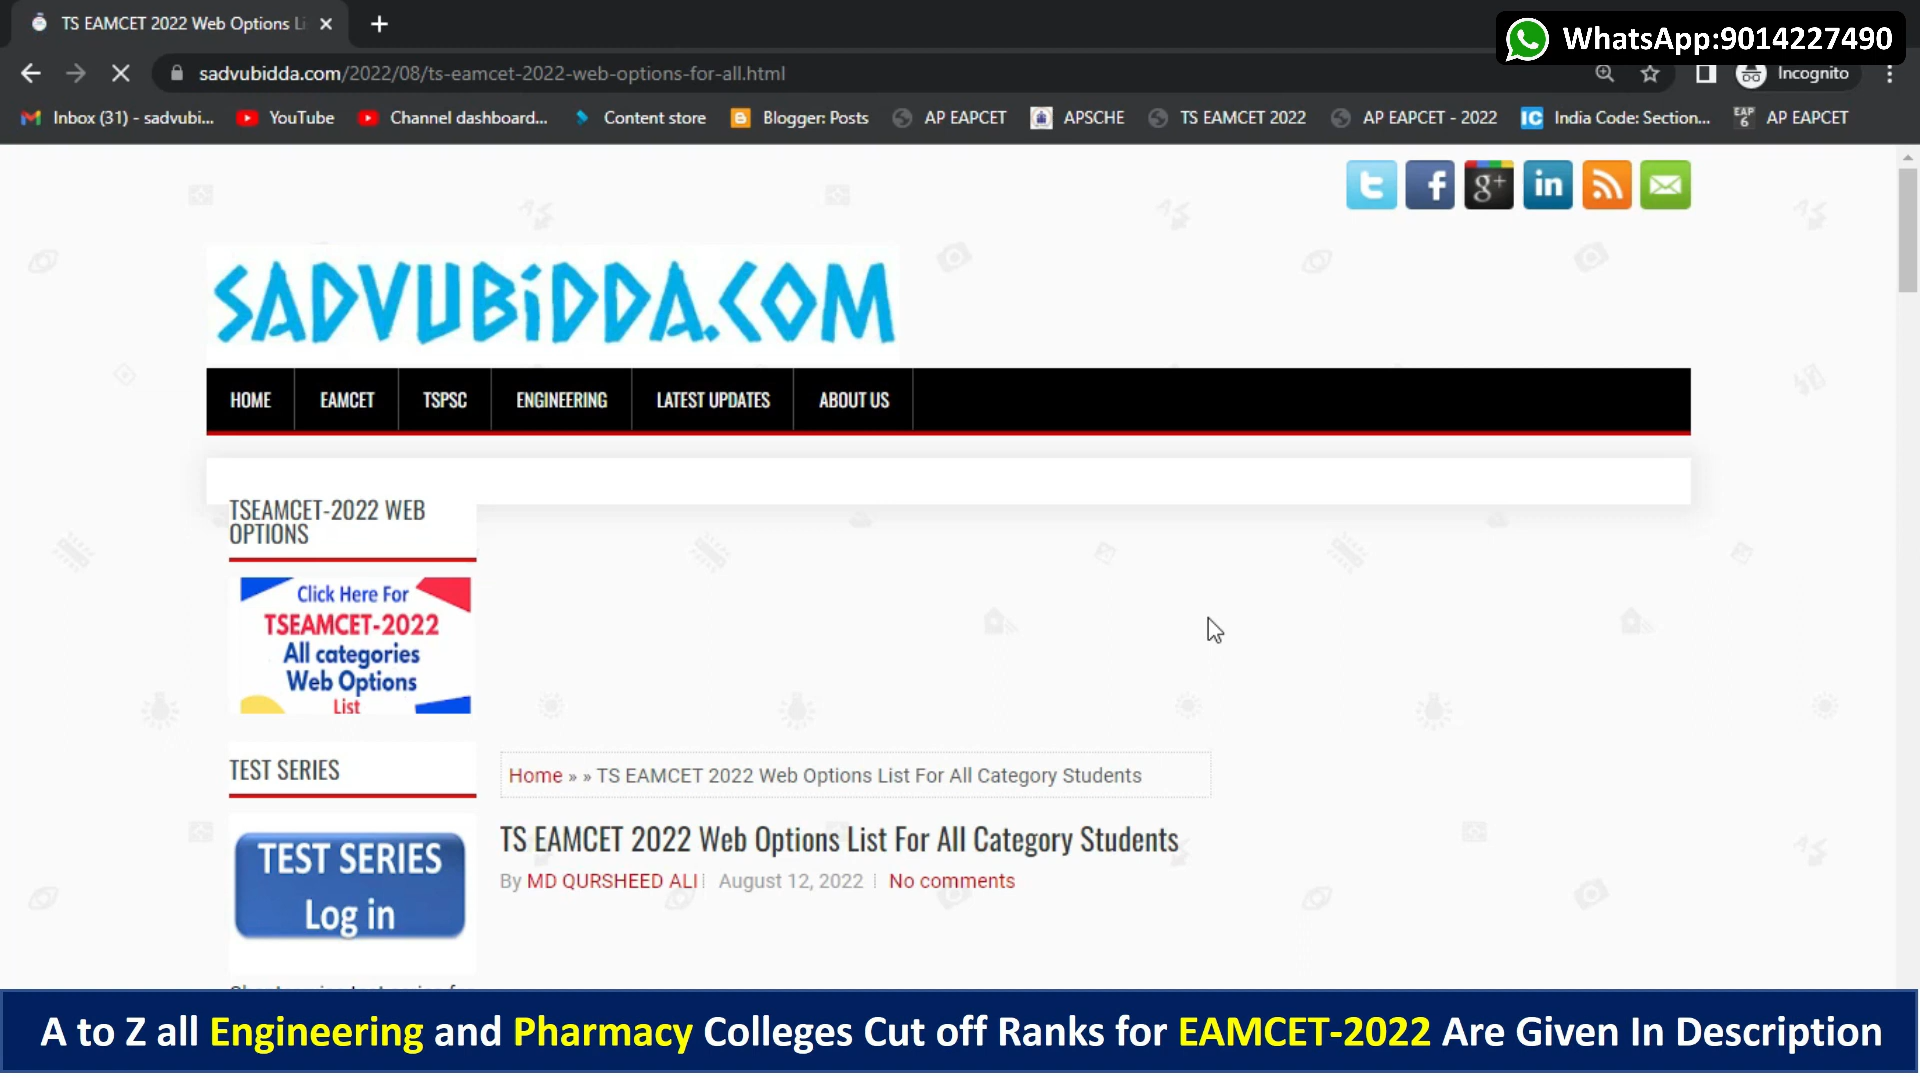 TS EAMCET 2022 Web Options Li
WhatsApp:9014227490
sadvubidda.com/2022/08/ts-eamcet-2022-web-options-for-all.html
Incognito
Inbox (31) - sadvubi... YouTube Channel dashboard... Content store Blogger: Posts AP EAPCET APSCHE TS EAMCET 2022 AP EAPCET - 2022 India Code: Section... AP EAPCET
SADVUBiDDA.COM
HOME EAMCET TSPSC ENGINEERING LATEST UPDATES ABOUT US
TSEAMCET-2022 WEB
OPTIONS
Click Here For
TSEAMCET-2022
All categories
Web Options
List
TEST SERIES
TEST SERIES
Log in
Home » » TS EAMCET 2022 Web Options List For All Category Students
TS EAMCET 2022 Web Options List For All Category Students
By MD QURSHEED ALI August 12, 2022 No comments
A to Z all Engineering and Pharmacy Colleges Cut off Ranks for EAMCET-2022 Are Given In Description